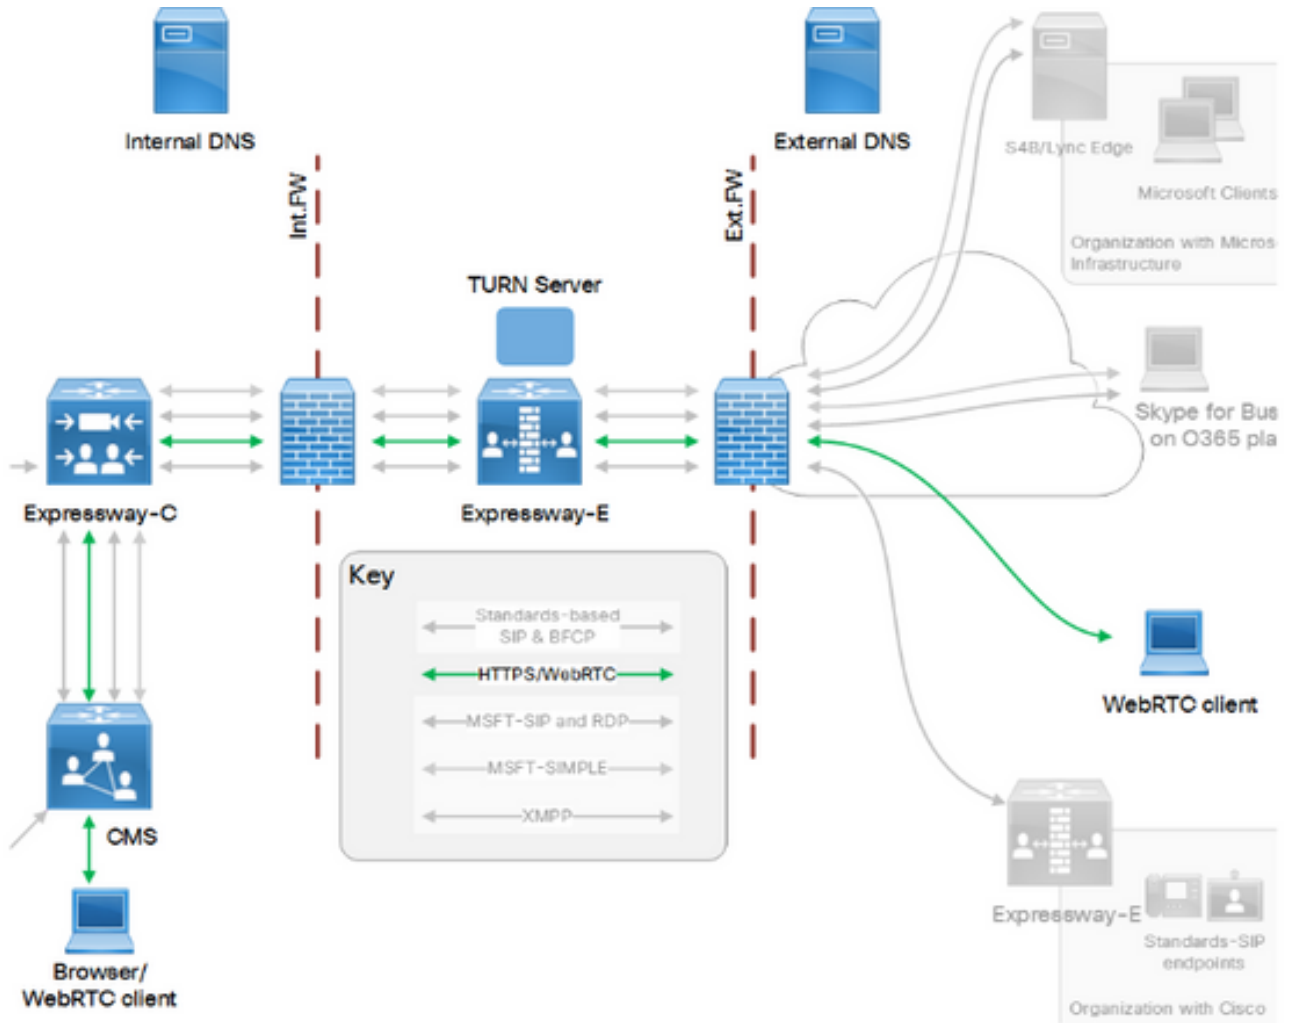 Internal DNS
External DNS
S4B/Lync Edge
Microsoft Clients
Organization with Micros
Infrastructure
Int.FW
Ext.FW
TURN Server
Skype for Bus
on O365 pla
Expressway-C
Expressway-E
Key
Standards-based
SIP & BFCP
HTTPS/WebRTC
MSFT-SIP and RDP
MSFT-SIMPLE
XMPP
WebRTC client
CMS
Browser/
WebRTC client
Expressway-E
Standards-SIP
endpoints
Organization with Cisco